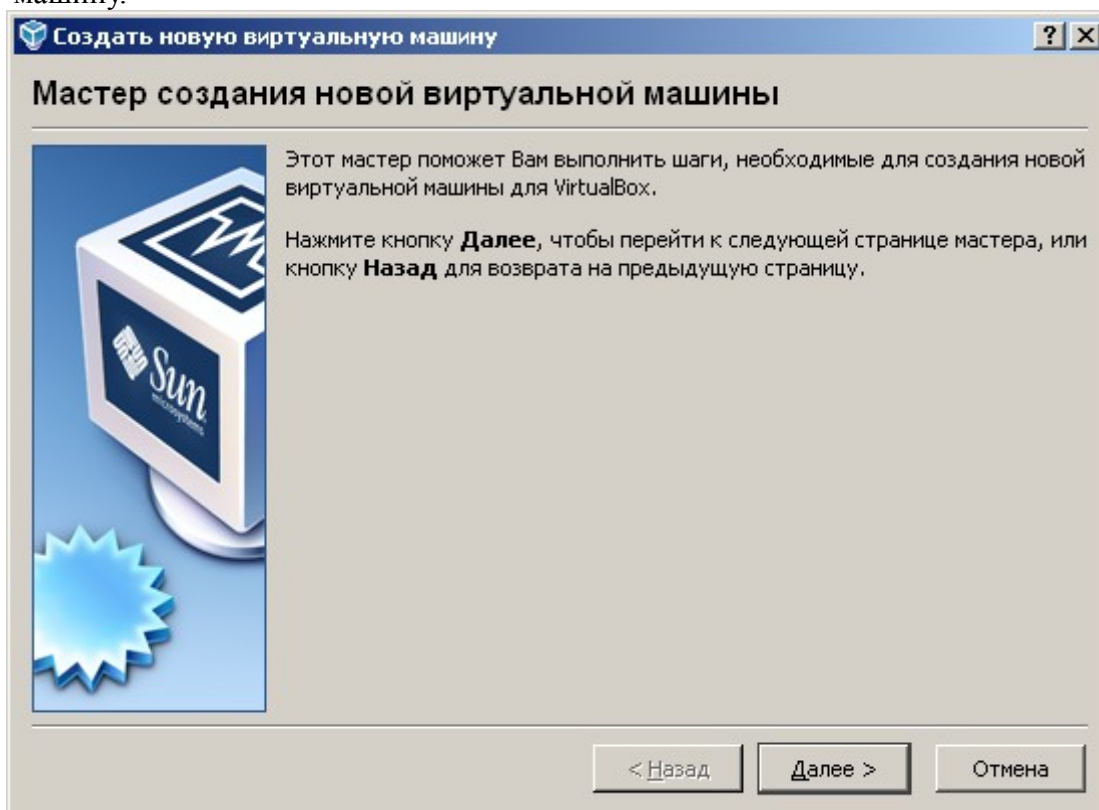 машину.
Создать новую виртуальную машину
Мастер создания новой виртуальной машины
Этот мастер поможет Вам выполнить шаги, необходимые для создания новой
виртуальной машины для VirtualBox.
Нажмите кнопку Далее, чтобы перейти к следующей странице мастера, или
кнопку Назад для возврата на предыдущую страницу.
Sun
microsystems
< Назад
Далее >
Отмена